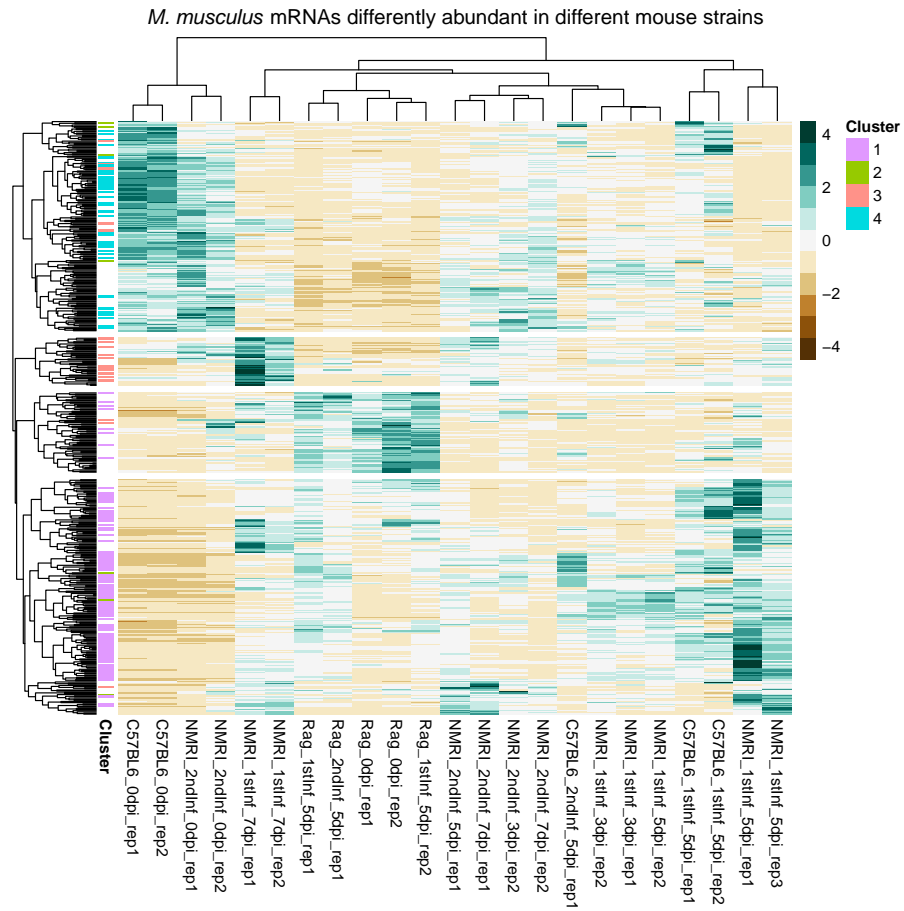 M. musculus mRNAs differently abundant in different mouse strains
4
2
0
−2
−4
Cluster
1
2
3
4
Cluster
C57BL6_0dpi_rep1
C57BL6_0dpi_rep2
NMRI_2ndInf_0dpi_rep1
NMRI_2ndInf_0dpi_rep2
NMRI_1stInf_7dpi_rep1
NMRI_1stInf_7dpi_rep2
Rag_1stInf_5dpi_rep1
Rag_2ndInf_5dpi_rep1
Rag_0dpi_rep1
Rag_0dpi_rep2
Rag_1stInf_5dpi_rep2
NMRI_2ndInf_5dpi_rep1
NMRI_2ndInf_7dpi_rep1
NMRI_2ndInf_3dpi_rep2
NMRI_2ndInf_7dpi_rep2
C57BL6_2ndInf_5dpi_rep1
NMRI_1stInf_3dpi_rep2
NMRI_1stInf_3dpi_rep1
NMRI_1stInf_5dpi_rep2
C57BL6_1stInf_5dpi_rep1
C57BL6_1stInf_5dpi_rep2
NMRI_1stInf_5dpi_rep1
NMRI_1stInf_5dpi_rep3